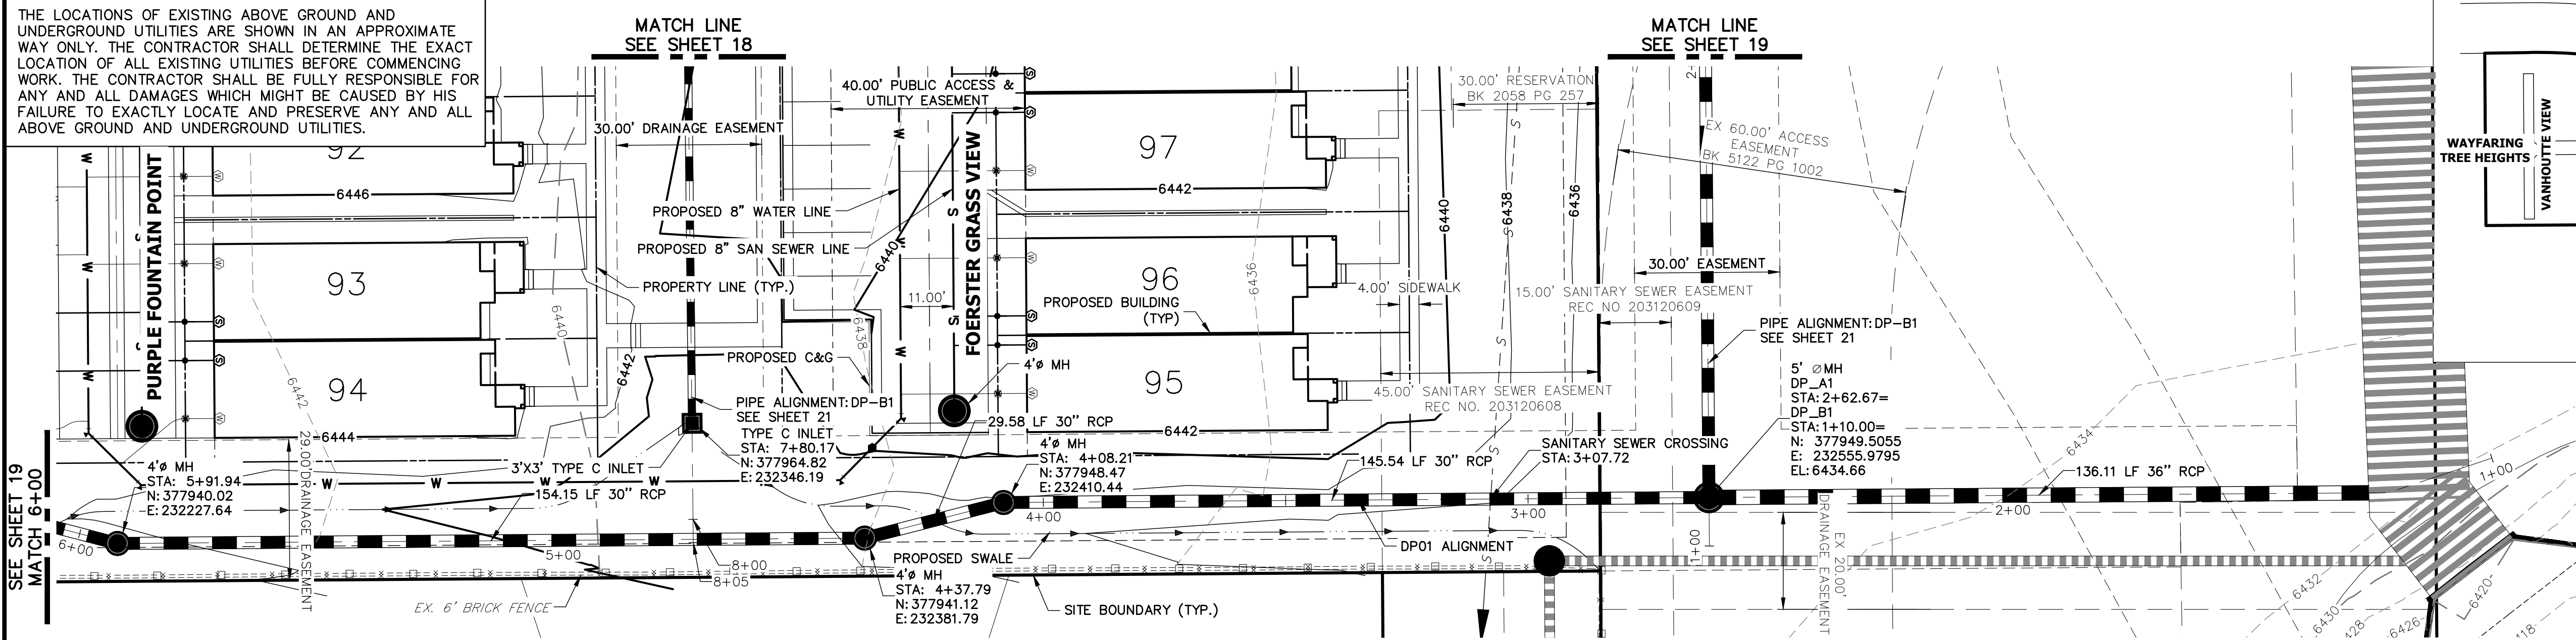 THE LOCATIONS OF EXISTING ABOVE GROUND AND
UNDERGROUND UTILITIES ARE SHOWN IN AN APPROXIMATE
WAY ONLY. THE CONTRACTOR SHALL DETERMINE THE EXACT
LOCATION OF ALL EXISTING UTILITIES BEFORE COMMENCING
WORK. THE CONTRACTOR SHALL BE FULLY RESPONSIBLE FOR
ANY AND ALL DAMAGES WHICH MIGHT BE CAUSED BY HIS
FAILURE TO EXACTLY LOCATE AND PRESERVE ANY AND ALL
ABOVE GROUND AND UNDERGROUND UTILITIES.
MATCH LINE
SEE SHEET 18
MATCH LINE
SEE SHEET 19
SEE SHEET 19
MATCH 6+00
PURPLE FOUNTAIN POINT
92
6446
93
94
6444
6442
6440
6442
29.00' DRAINAGE EASEMENT
30.00' DRAINAGE EASEMENT
40.00' PUBLIC ACCESS &
UTILITY EASEMENT
PROPOSED 8" WATER LINE
PROPOSED 8" SAN SEWER LINE
PROPERTY LINE (TYP.)
6440
11.00'
6438
FOERSTER GRASS VIEW
PROPOSED C&G
4'ø MH
PIPE ALIGNMENT: DP-B1
SEE SHEET 21
TYPE C INLET
STA: 7+80.17
N: 377964.82
E: 232346.19
3'X3' TYPE C INLET
4'ø MH
STA: 5+91.94
N: 377940.02
E: 232227.64
154.15 LF 30" RCP
29.58 LF 30" RCP
4'ø MH
STA: 4+08.21
N: 377948.47
E: 232410.44
6+00
5+00
8+00
8+05
EX. 6' BRICK FENCE
PROPOSED SWALE
4'ø MH
STA: 4+37.79
N: 377941.12
E: 232381.79
SITE BOUNDARY (TYP.)
97
6442
96
6436
PROPOSED BUILDING
(TYP)
95
6442
4.00' SIDEWALK
6440
6438
6436
30.00' RESERVATION
BK 2058 PG 257
EX 60.00' ACCESS
EASEMENT
BK 5122 PG 1002
30.00' EASEMENT
15.00' SANITARY SEWER EASEMENT
REC NO 203120609
45.00' SANITARY SEWER EASEMENT
REC NO. 203120608
PIPE ALIGNMENT: DP-B1
SEE SHEET 21
5' ∅MH
DP_A1
STA: 2+62.67=
DP_B1
STA: 1+10.00=
N: 377949.5055
E: 232555.9795
EL: 6434.66
SANITARY SEWER CROSSING
STA: 3+07.72
145.54 LF 30" RCP
136.11 LF 36" RCP
4+00
3+00
2+00
1+00
1+00
DP01 ALIGNMENT
EX 20.00'
DRAINAGE EASEMENT
6434
6432
6430
6426
6420
WAYFARING
TREE HEIGHTS
VANHOUTTE VIEW